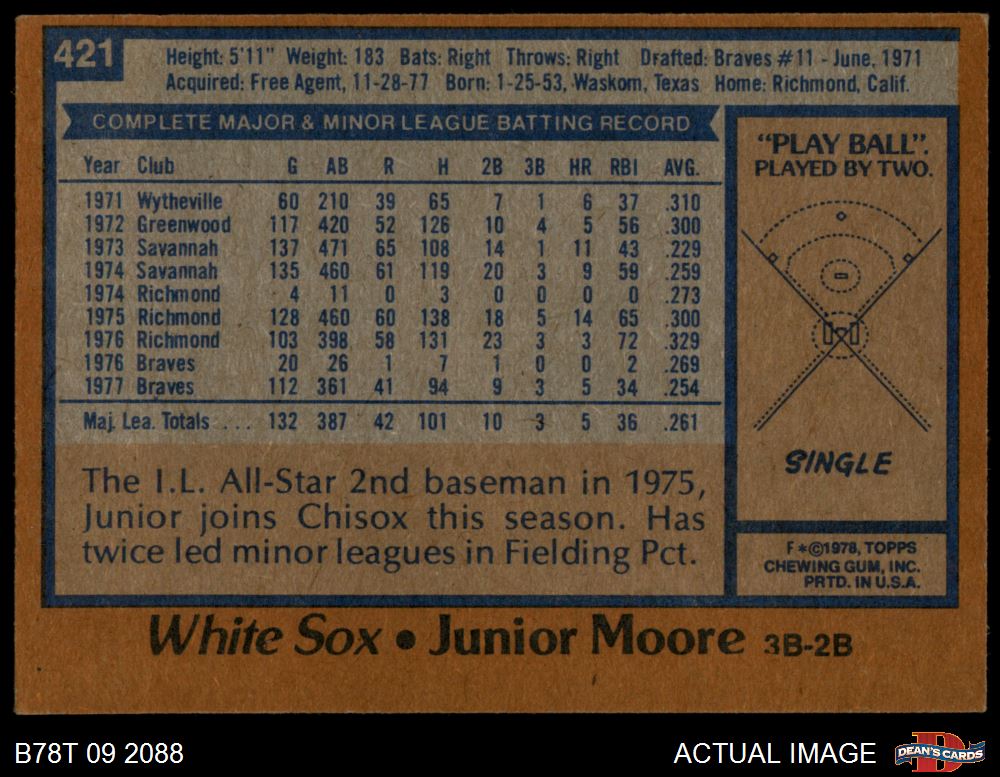 421
Height: 5'11" Weight: 183 Bats: Right Throws: Right Drafted: Braves #11 - June, 1971
Acquired: Free Agent, 11-28-77 Born: 1-25-53, Waskom, Texas Home: Richmond, Calif.
COMPLETE MAJOR & MINOR LEAGUE BATTING RECORD
Year Club G AB R H 2B 3B HR RBI AVG.
1971 Wytheville 60 210 39 65 7 1 6 37 .310
1972 Greenwood 117 420 52 126 10 4 5 56 .300
1973 Savannah 137 471 65 108 14 1 11 43 .229
1974 Savannah 135 460 61 119 20 3 9 59 .259
1974 Richmond 4 11 0 3 0 0 0 0 .273
1975 Richmond 128 460 60 138 18 5 14 65 .300
1976 Richmond 103 398 58 131 23 3 3 72 .329
1976 Braves 20 26 1 7 1 0 0 2 .269
1977 Braves 112 361 41 94 9 3 5 34 .254
Maj. Lea. Totals . . . 132 387 42 101 10 3 5 36 .261
The I.L. All-Star 2nd baseman in 1975,
Junior joins Chisox this season. Has
twice led minor leagues in Fielding Pct.
"PLAY BALL".
PLAYED BY TWO.
SINGLE
F *©1978, TOPPS
CHEWING GUM, INC.
PRTD. IN U.S.A.
White Sox • Junior Moore 3B-2B
B78T 09 2088
ACTUAL IMAGE
D
DEAN'S CARDS